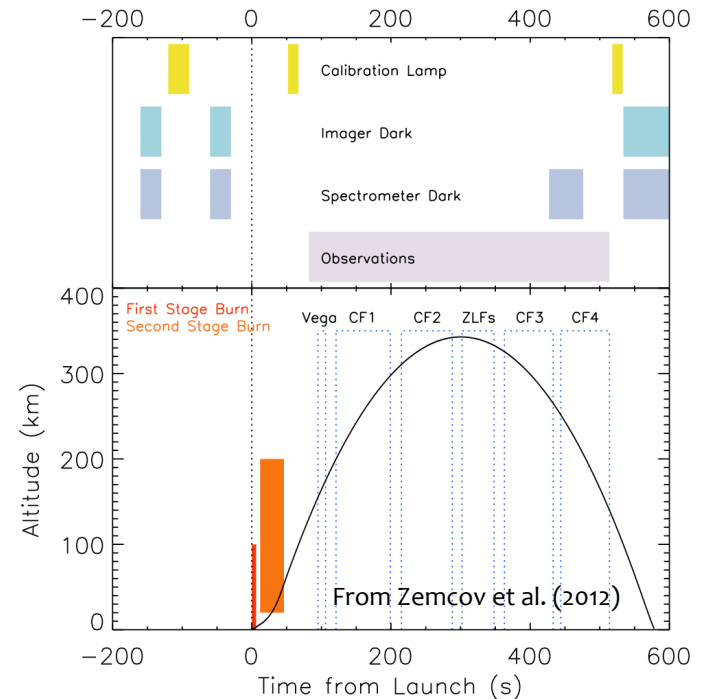 -200 0 200 400 600
Calibration Lamp
Imager Dark
Spectrometer Dark
Observations
400
First Stage Burn
Second Stage Burn
Vega CF1 CF2 ZLFs CF3 CF4
300
Altitude (km)
200
100
From Zemcov et al. (2012)
0
-200 0 200 400 600
Time from Launch (s)